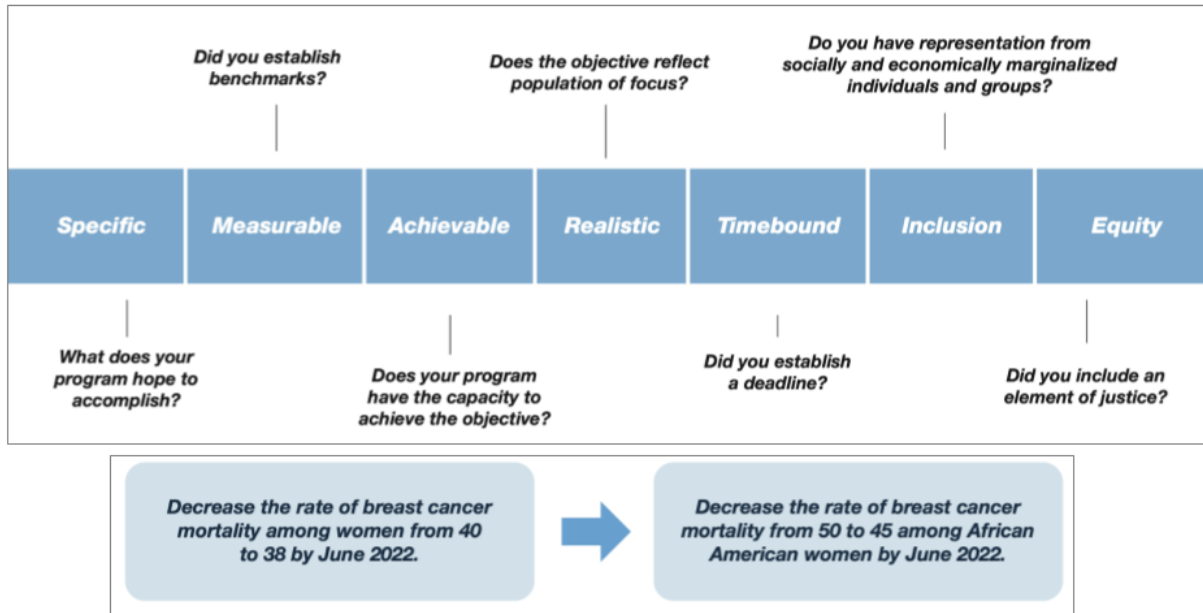 Did you establish
benchmarks?
Does the objective reflect
population of focus?
Do you have representation from
socially and economically marginalized
individuals and groups?
Specific
Measurable
Achievable
Realistic
Timebound
Inclusion
Equity
What does your
program hope to
accomplish?
Does your program
have the capacity to
achieve the objective?
Did you establish
a deadline?
Did you include an
element of justice?
Decrease the rate of breast cancer
mortality among women from 40
to 38 by June 2022.
Decrease the rate of breast cancer
mortality from 50 to 45 among African
American women by June 2022.